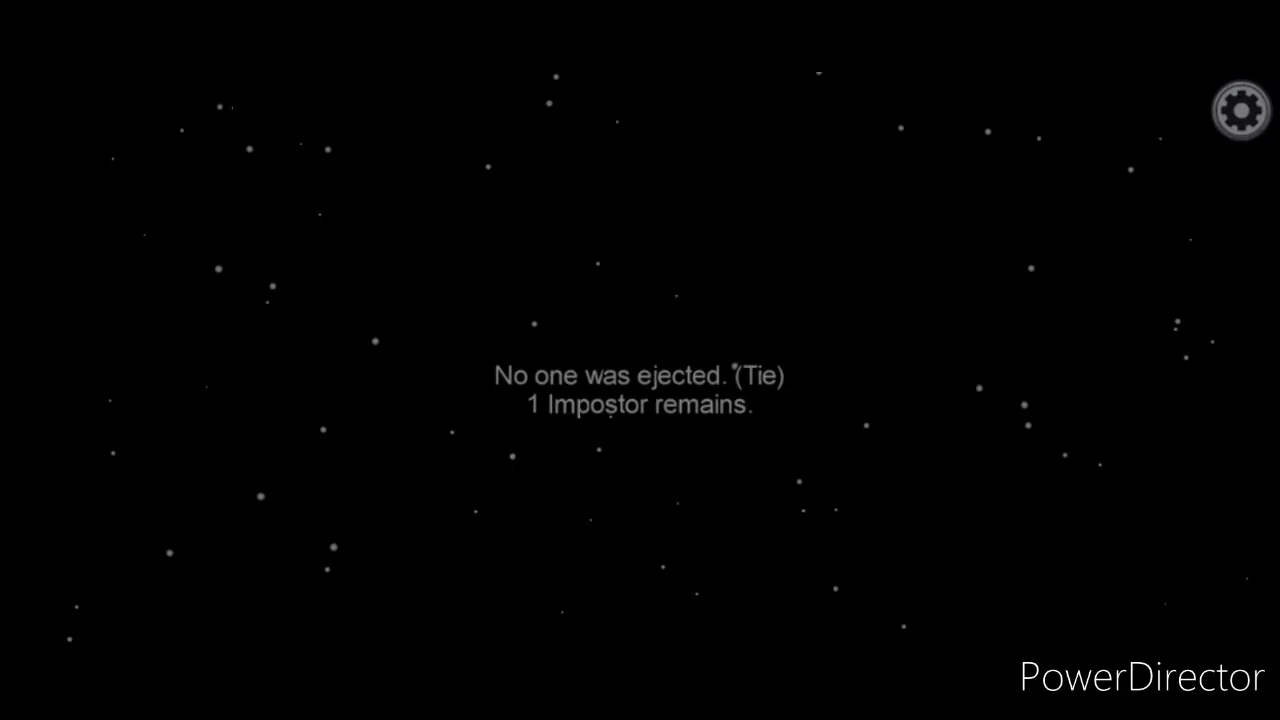 No one was ejected. (Tie)
1 Impostor remains.
PowerDirector